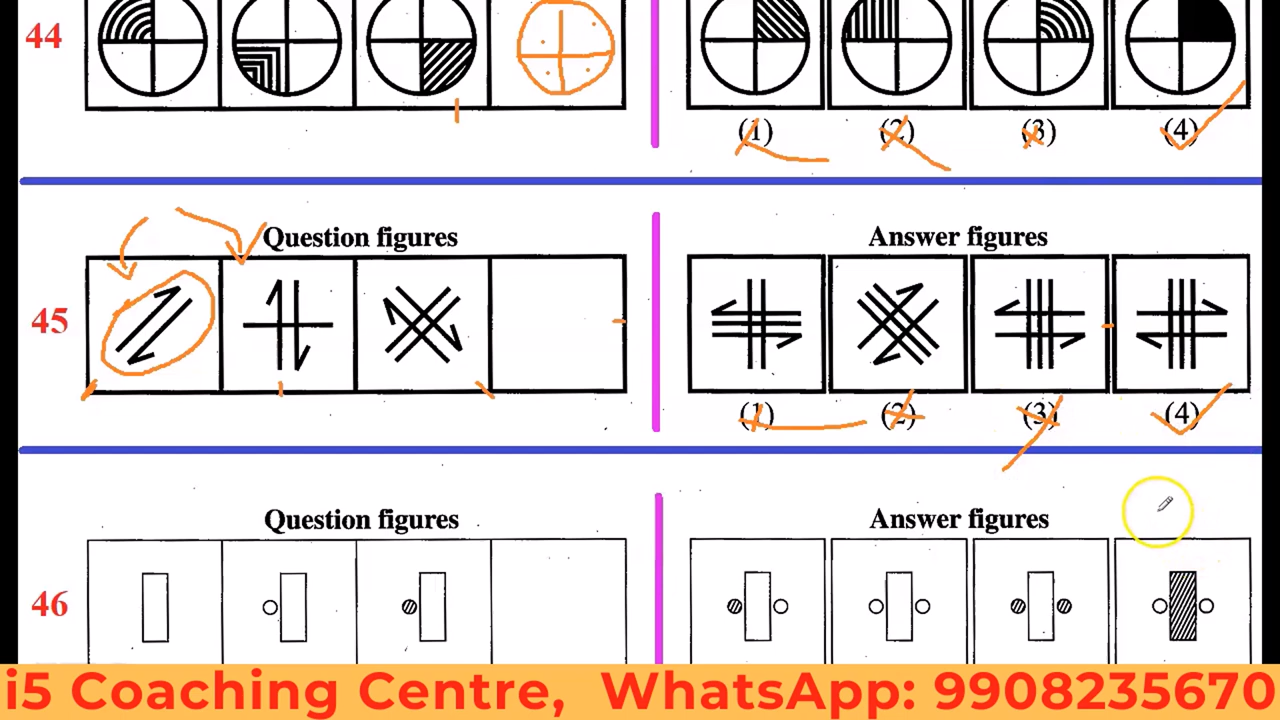 44
(1) (2) (3) (4)
Question figures Answer figures
45
(1) (2) (3) (4)
Question figures Answer figures
46
i5 Coaching Centre, WhatsApp: 9908235670